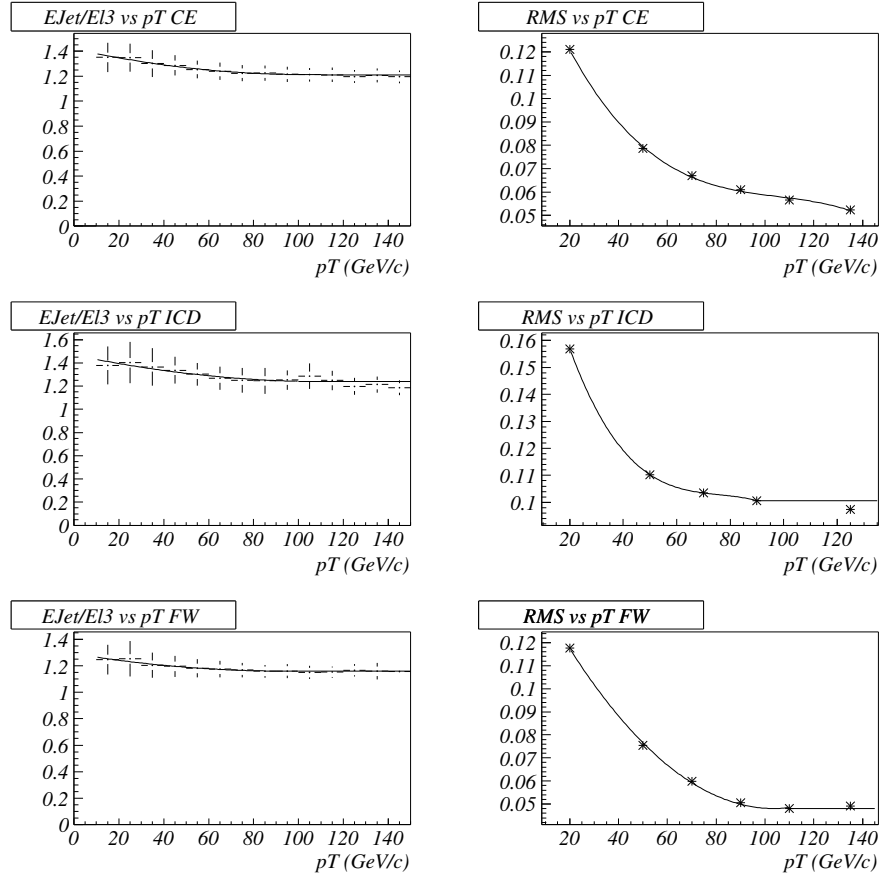 EJet/El3 vs pT CE
1.4
1.2
1
0.8
0.6
0.4
0.2
0
0 20 40 60 80 100 120 140
pT (GeV/c)
RMS vs pT CE
0.12
0.11
0.1
0.09
0.08
0.07
0.06
0.05
20 40 60 80 100 120 140
pT (GeV/c)
EJet/El3 vs pT ICD
1.6
1.4
1.2
1
0.8
0.6
0.4
0.2
0
0 20 40 60 80 100 120 140
pT (GeV/c)
RMS vs pT ICD
0.16
0.15
0.14
0.13
0.12
0.11
0.1
20 40 60 80 100 120
pT (GeV/c)
EJet/El3 vs pT FW
1.4
1.2
1
0.8
0.6
0.4
0.2
0
0 20 40 60 80 100 120 140
pT (GeV/c)
RMS vs pT FW
0.12
0.11
0.1
0.09
0.08
0.07
0.06
0.05
20 40 60 80 100 120 140
pT (GeV/c)